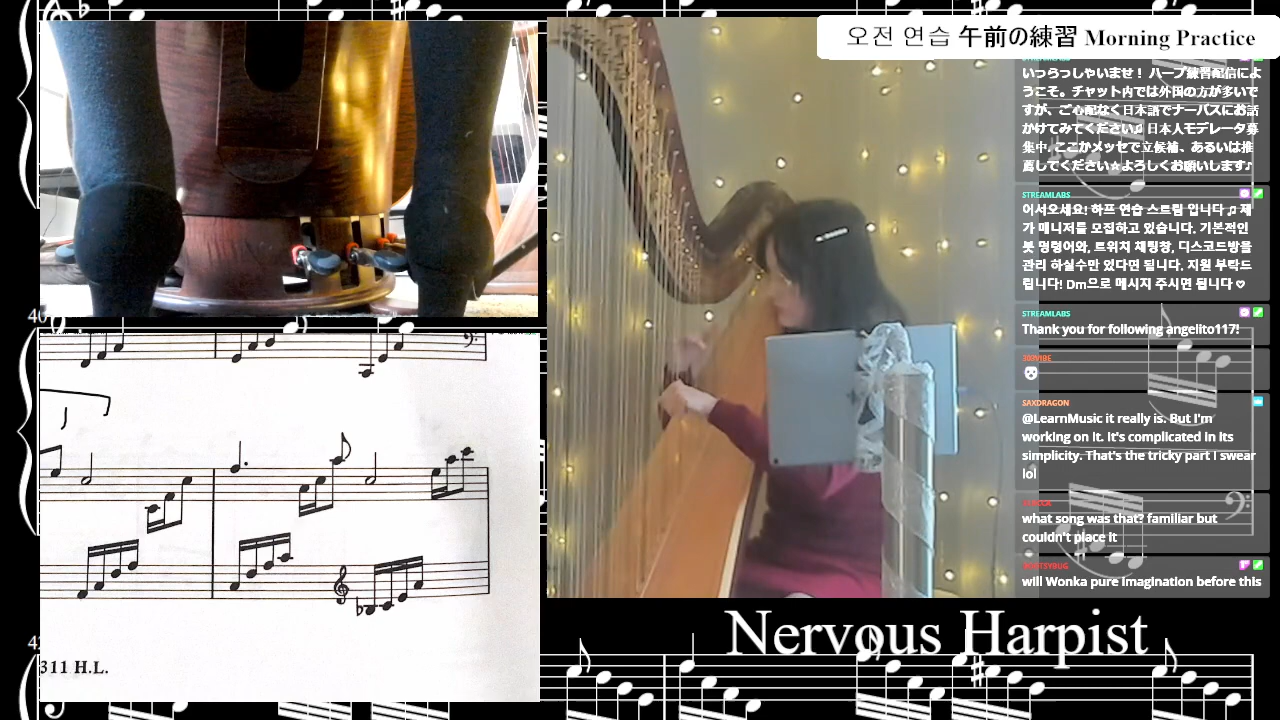 오전 연습 午前の練習 Morning Practice
いらっしゃいませ！ハープ練習配信によ
うこそ。チャット内では外国の方が多いで
すが、ご心配なく日本語でナーバスにお話
かけてみてください♫ 日本人モデレータ募
集中。ここかメッセで立候補、あるいは推
薦してください☆よろしくお願いします♪
STREAMLABS
어서오세요! 하프 연습 스트림 입니다 ♫ 제
가 매니저를 모집하고 있습니다. 기본적인
봇 명령어와, 트위치 채팅창, 디스코드방을
관리 하실수만 있다면 됩니다. 지원 부탁드
립니다! Dm으로 메시지 주시면 됩니다 ♡
STREAMLABS
Thank you for following angelito117!
303VIBE
SAXDRAGON
@LearnMusic it really is. But I'm
working on it. It's complicated in its
simplicity. That's the tricky part I swear
lol
what song was that? familiar but
couldn't place it
will Wonka pure imagination before this
Nervous Harpist
40
42
311 H.L.